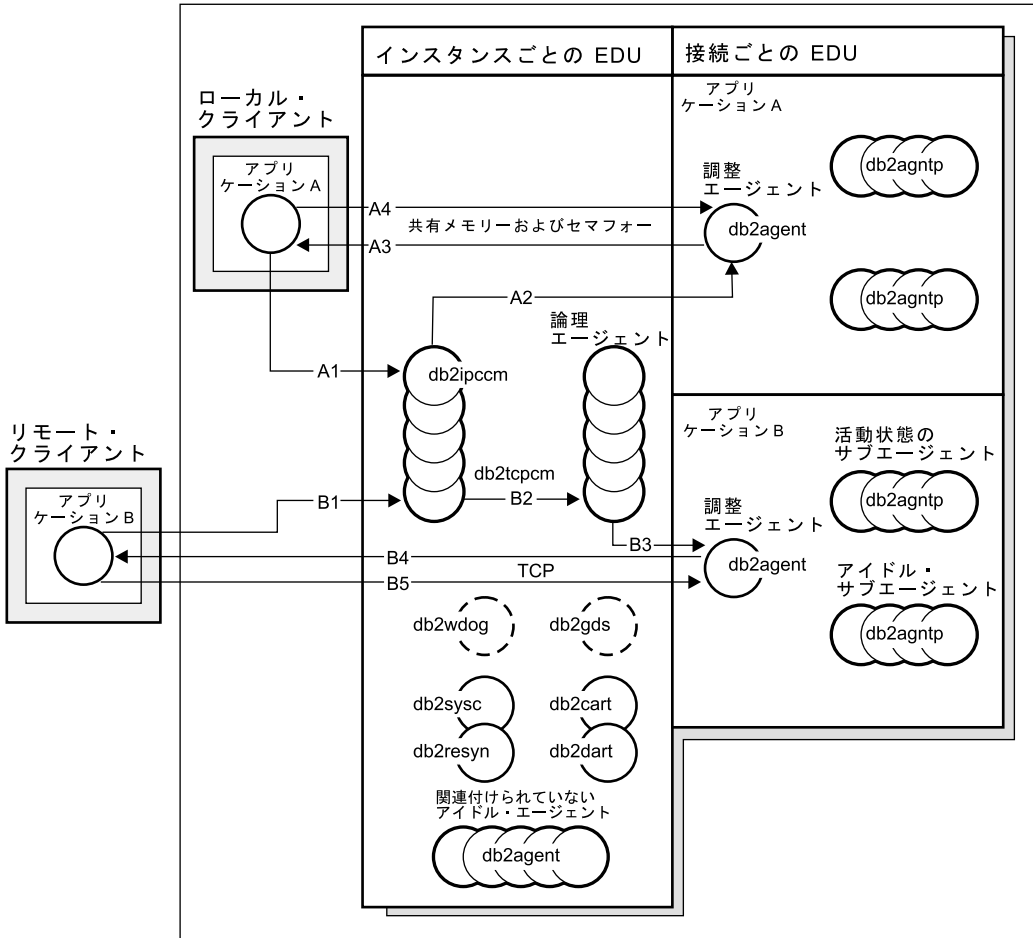 インスタンスごとの EDU
接続ごとの EDU
ローカル・
クライアント
アプリ
ケーション A
アプリ
ケーション A
調整
エージェント
db2agent
db2agntp
db2agntp
A4
共有メモリーおよびセマフォー
A3
A2
A1
論理
エージェント
db2ipccm
リモート・
クライアント
アプリ
ケーション B
db2tcpcm
B1
B2
B3
B4
TCP
B5
アプリ
ケーション B
調整
エージェント
db2agent
活動状態の
サブエージェント
db2agntp
アイドル・
サブエージェント
db2agntp
db2wdog
db2gds
db2sysc
db2cart
db2resyn
db2dart
関連付けられていない
アイドル・エージェント
db2agent